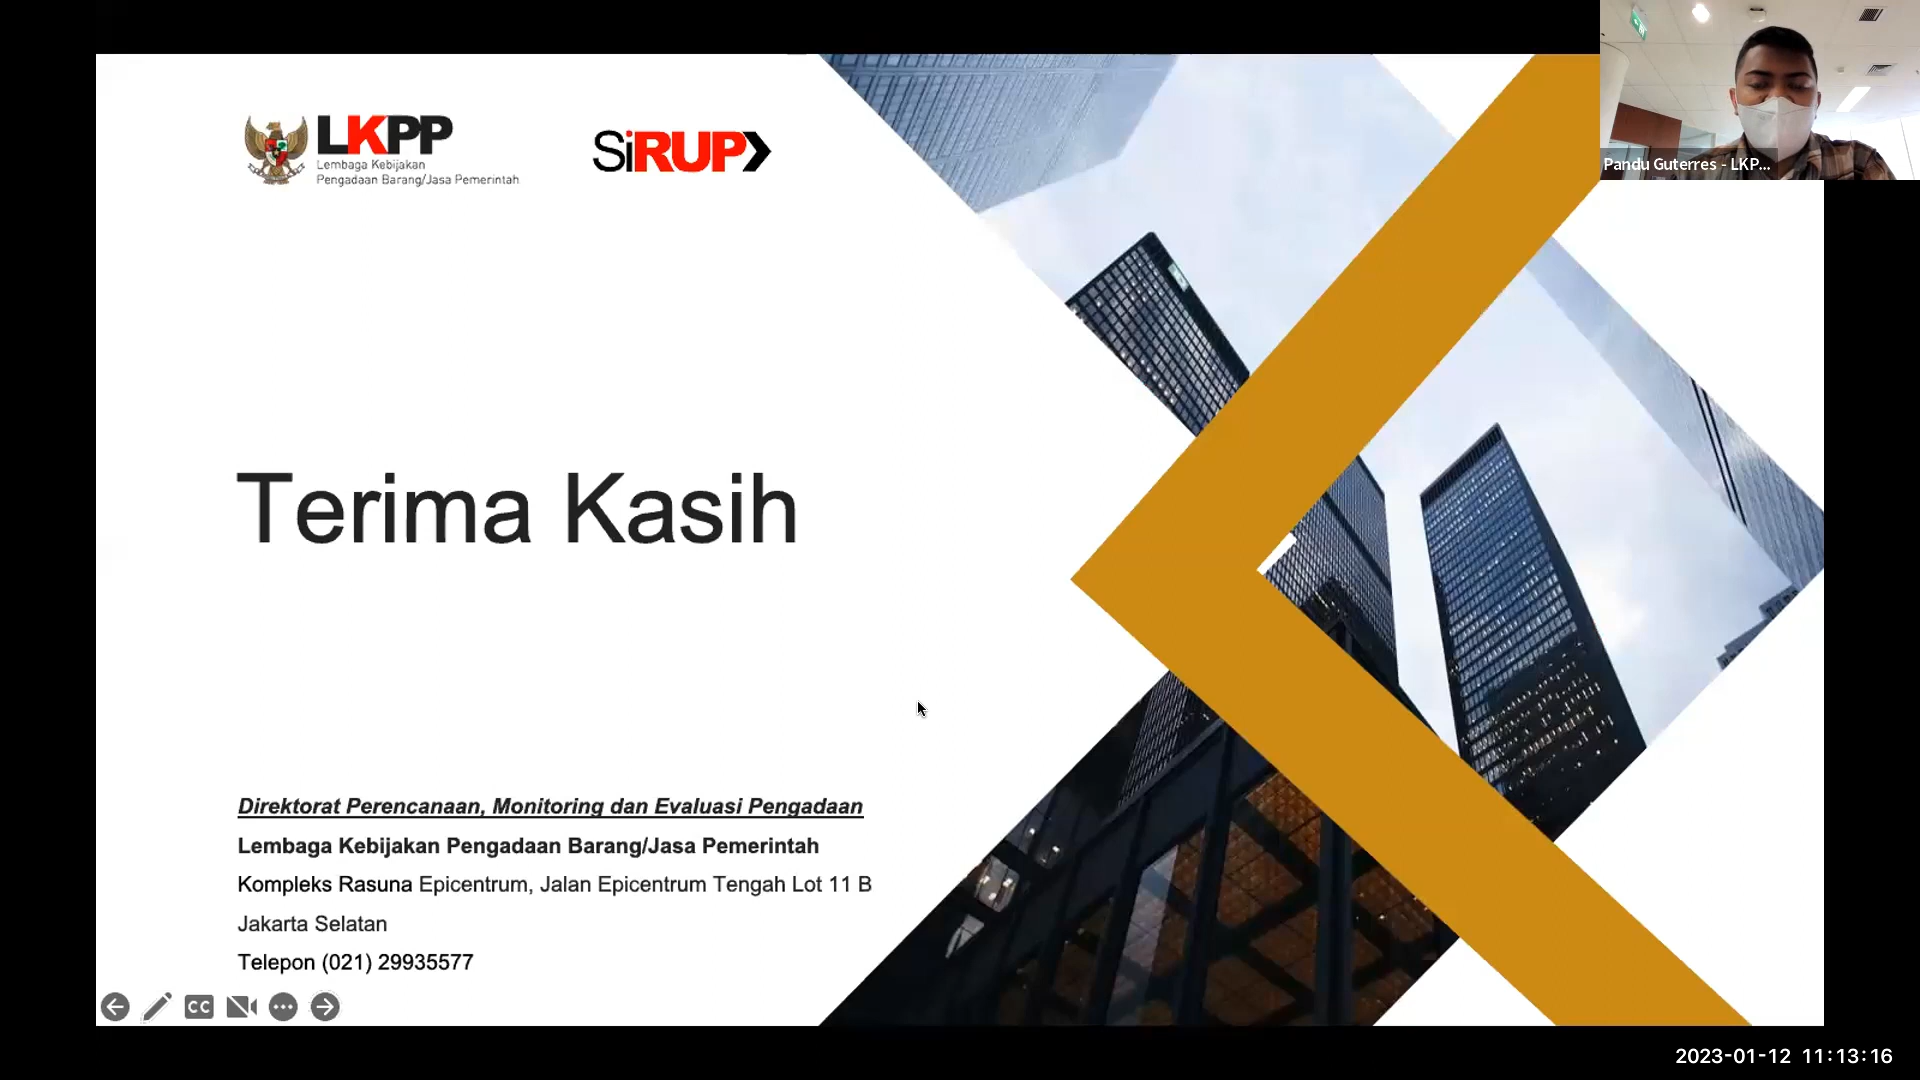 LKPP
Lembaga Kebijakan
Pengadaan Barang/Jasa Pemerintah
SiRUP
Pandu Guterres - LKP...
Terima Kasih
Direktorat Perencanaan, Monitoring dan Evaluasi Pengadaan
Lembaga Kebijakan Pengadaan Barang/Jasa Pemerintah
Kompleks Rasuna Epicentrum, Jalan Epicentrum Tengah Lot 11 B
Jakarta Selatan
Telepon (021) 29935577
CC
2023-01-12 11:13:16